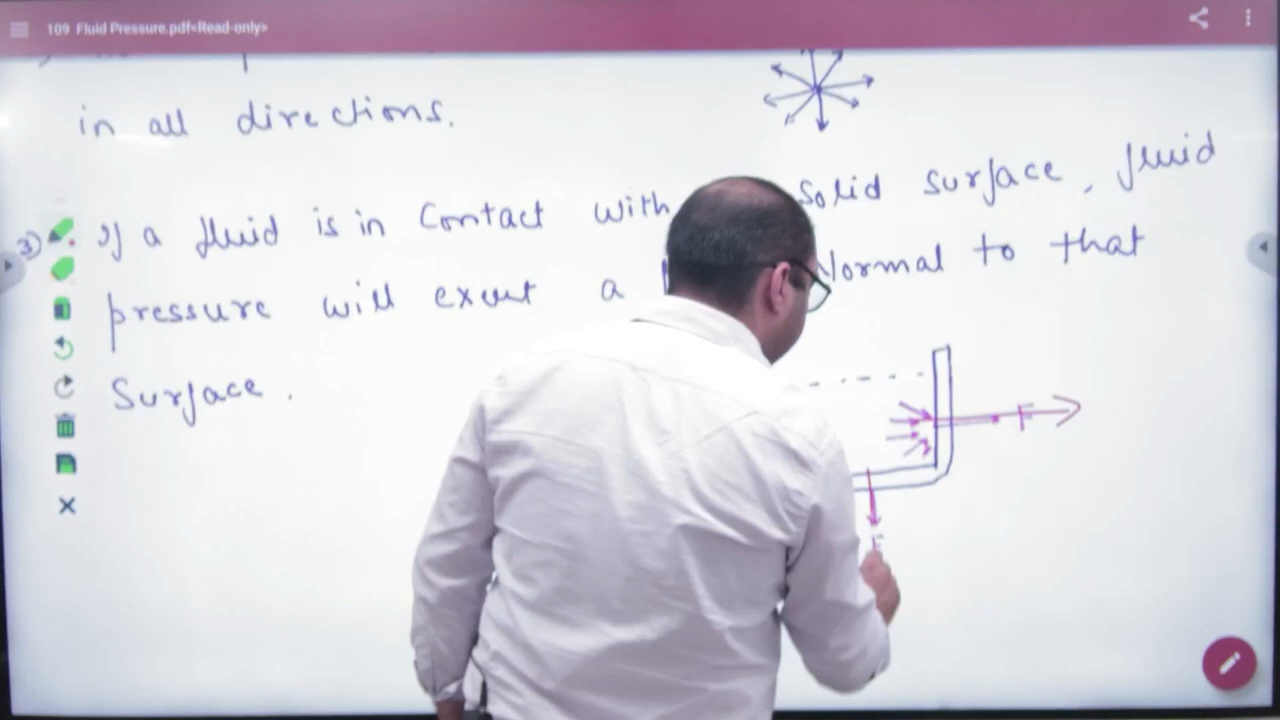 109 Fluid Pressure.pdf<Read-only>
in all directions.
3) If a fluid is in Contact with Solid surface, fluid
pressure will exert a Normal to that
Surface.
F
F